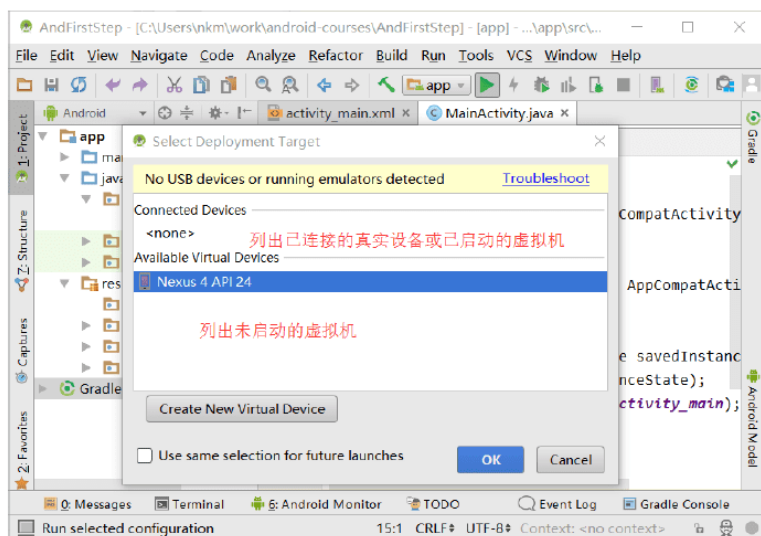 AndFirstStep - [C:\Users\nkm\work\android-courses\AndFirstStep] - [app] - ...\app\src\...
File Edit View Navigate Code Analyze Refactor Build Run Tools VCS Window Help
app
Android activity_main.xml MainActivity.java
1: Project
app
Select Deployment Target
Gradle
ma
No USB devices or running emulators detected Troubleshoot
java
Connected Devices
<none>
列出已连接的真实设备或已启动的虚拟机
CompatActivity
Z: Structure
Available Virtual Devices
res
Nexus 4 API 24
AppCompatActi
列出未启动的虚拟机
Captures
e savedInstanc
nceState);
Gradle
ctivity_main);
Create New Virtual Device
Android Model
2: Favorites
Use same selection for future launches
OK Cancel
0: Messages Terminal 6: Android Monitor TODO Event Log Gradle Console
Run selected configuration 15:1 CRLF UTF-8 Context: <no context>